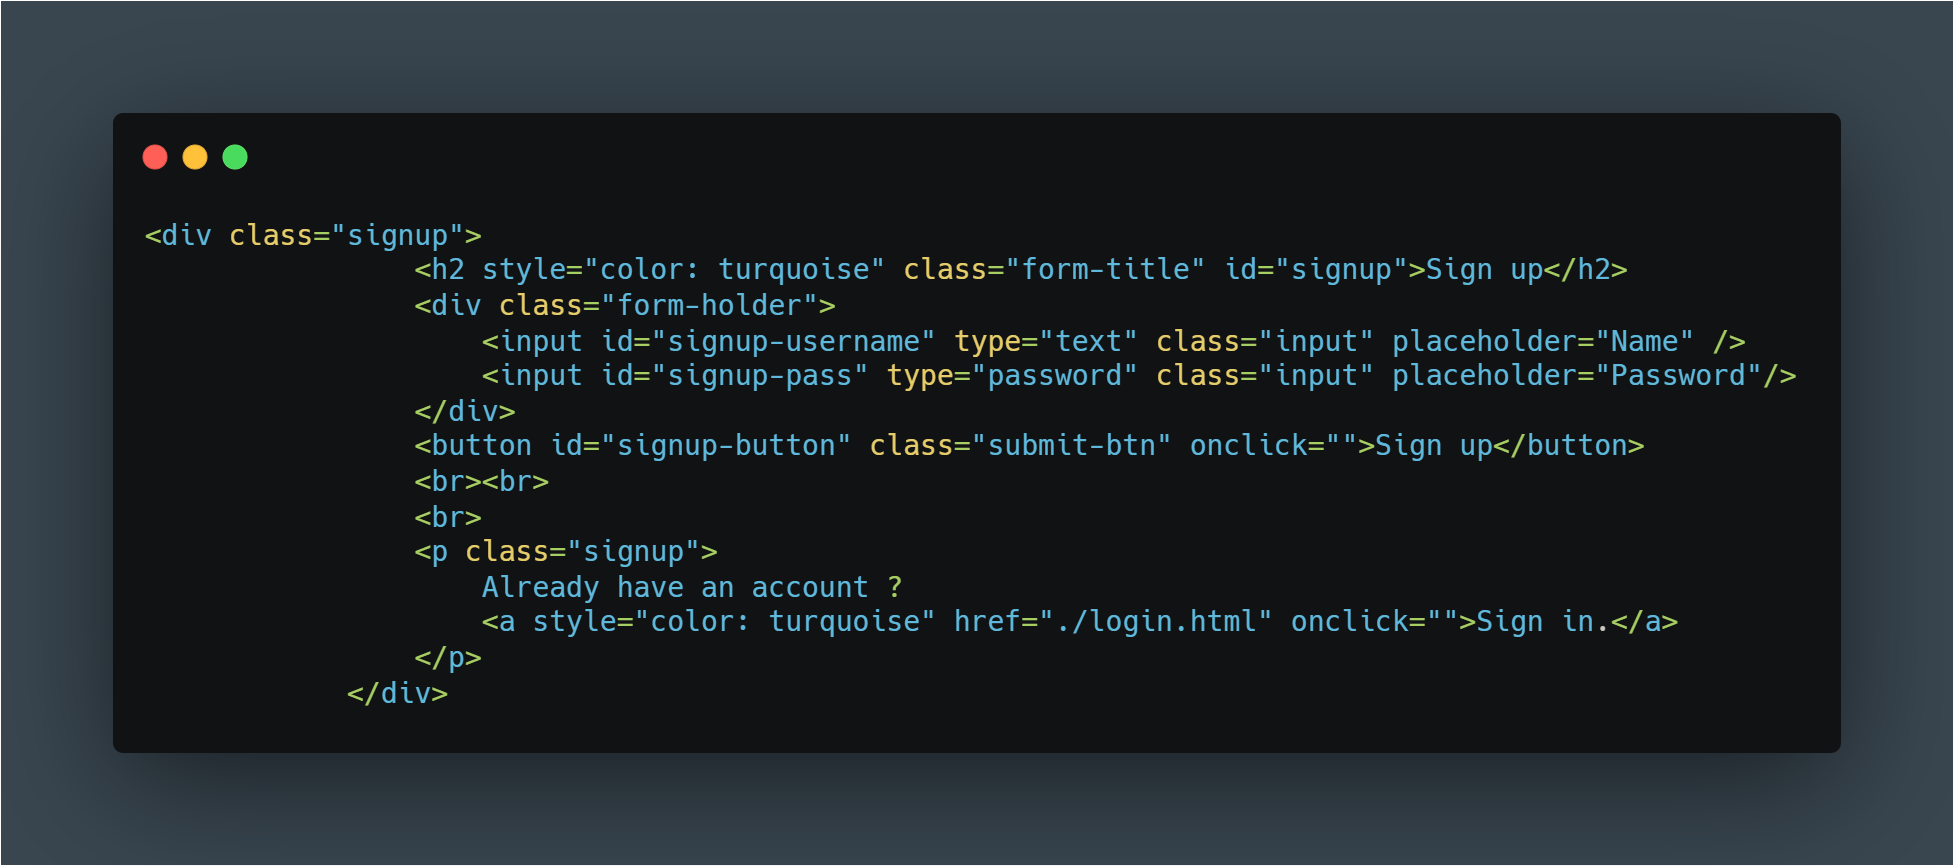 <div class="signup">
                <h2 style="color: turquoise" class="form-title" id="signup">Sign up</h2>
                <div class="form-holder">
                    <input id="signup-username" type="text" class="input" placeholder="Name" />
                    <input id="signup-pass" type="password" class="input" placeholder="Password"/>
                </div>
                <button id="signup-button" class="submit-btn" onclick="">Sign up</button>
                <br><br>
                <br>
                <p class="signup">
                    Already have an account ?
                    <a style="color: turquoise" href="./login.html" onclick="">Sign in.</a>
                </p>
            </div>